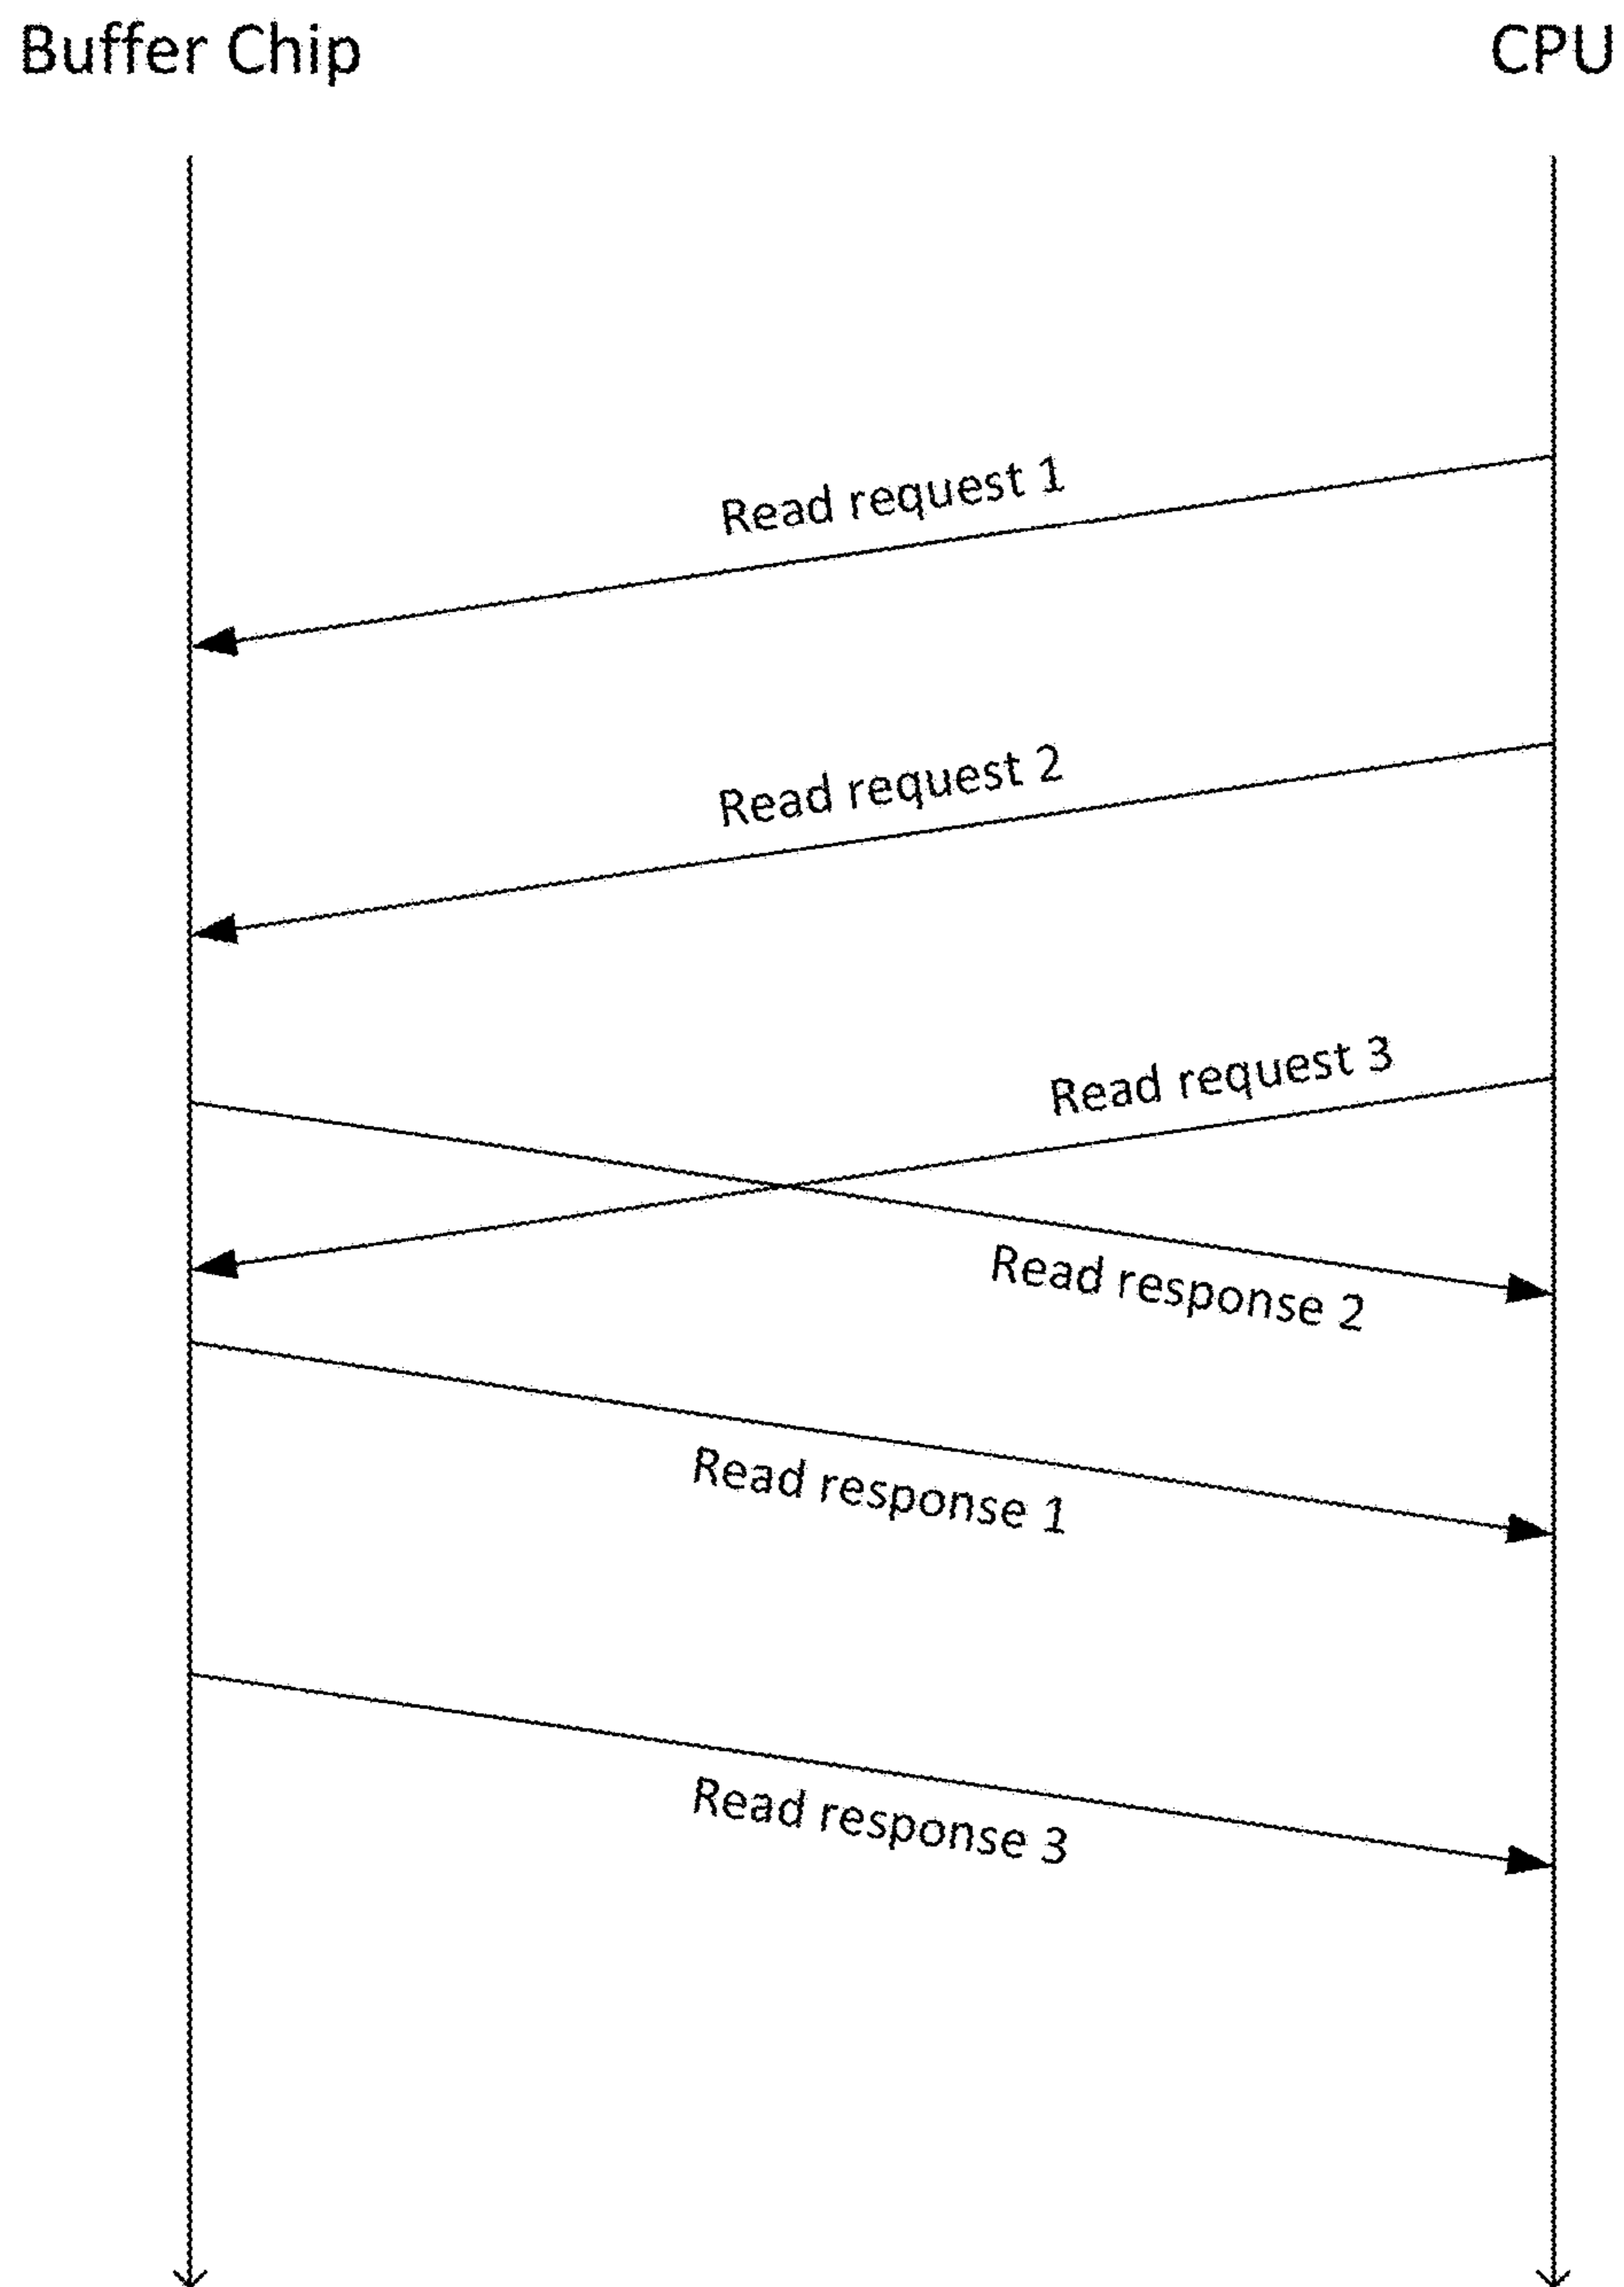 Buffer Chip
CPU
Read request 1
Read request 2
Read request 3
Read response 2
Read response 1
Read response 3